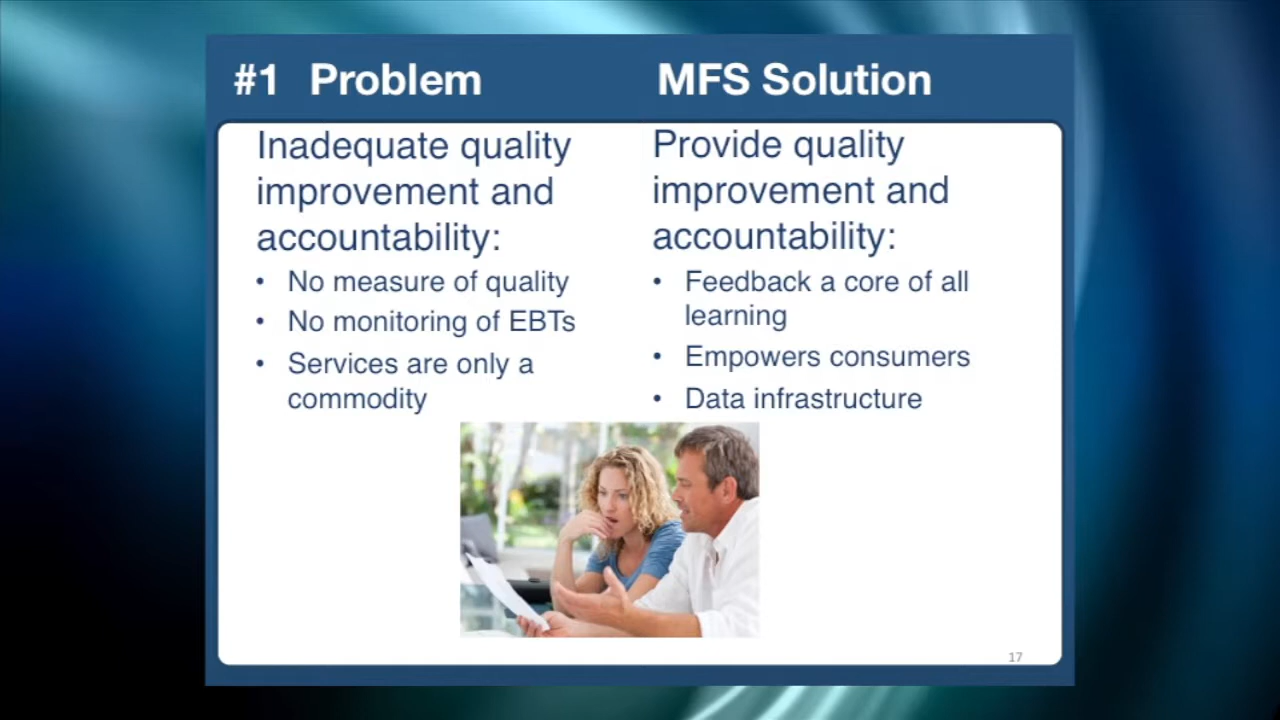 #1 Problem
MFS Solution
Inadequate quality
improvement and
accountability:
• No measure of quality
• No monitoring of EBTs
• Services are only a
commodity
Provide quality
improvement and
accountability:
• Feedback a core of all
learning
• Empowers consumers
• Data infrastructure
17